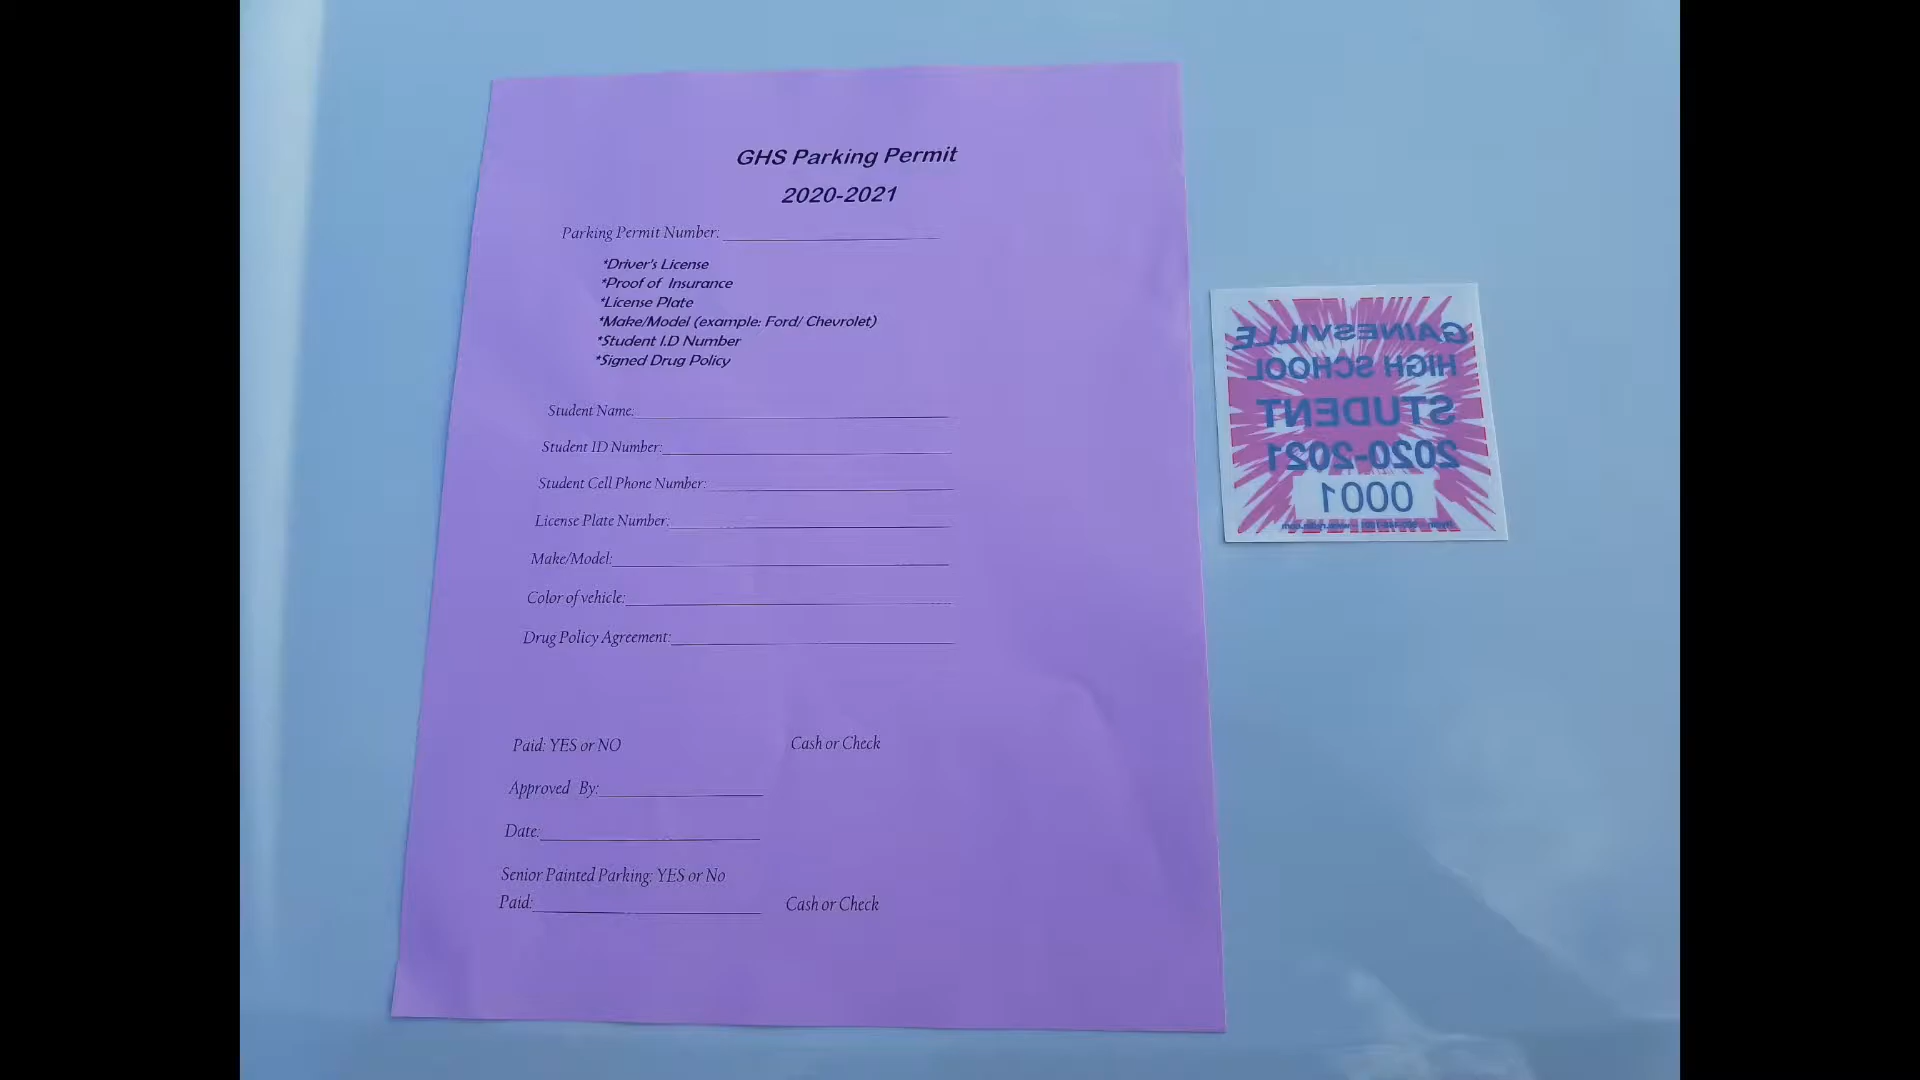 GHS Parking Permit
2020-2021
Parking Permit Number:
*Driver's License
*Proof of Insurance
*License Plate
*Make/Model (example: Ford/ Chevrolet)
*Student I.D Number
*Signed Drug Policy
Student Name:
Student ID Number:
Student Cell Phone Number:
License Plate Number:
Make/Model:
Color of vehicle:
Drug Policy Agreement:
Paid: YES or NO Cash or Check
Approved By:
Date:
Senior Painted Parking: YES or No
Paid: Cash or Check
GAINESVILLE
HIGH SCHOOL
STUDENT
2020-2021
0001